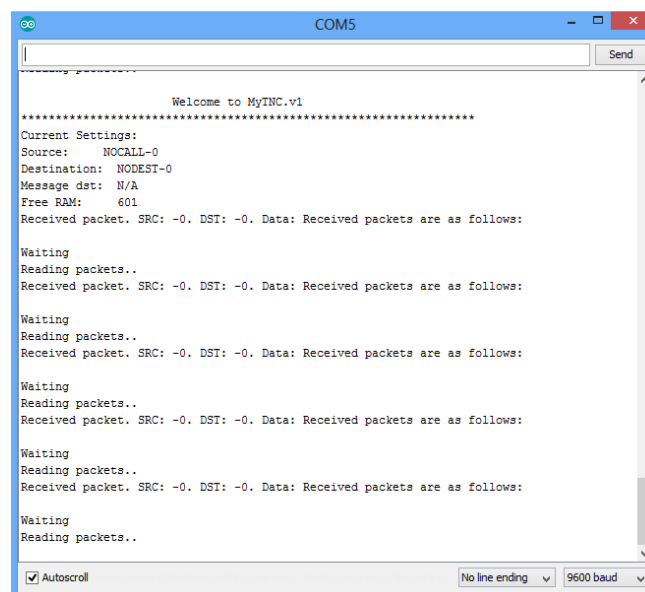 COM5
Send
Reading packets..
Welcome to MyTNC.v1
******************************************************************
Current Settings:
Source: NOCALL-0
Destination: NODEST-0
Message dst: N/A
Free RAM: 601
Received packet. SRC: -0. DST: -0. Data: Received packets are as follows:
Waiting
Reading packets..
Received packet. SRC: -0. DST: -0. Data: Received packets are as follows:
Waiting
Reading packets..
Received packet. SRC: -0. DST: -0. Data: Received packets are as follows:
Waiting
Reading packets..
Received packet. SRC: -0. DST: -0. Data: Received packets are as follows:
Waiting
Reading packets..
Received packet. SRC: -0. DST: -0. Data: Received packets are as follows:
Waiting
Reading packets..
Autoscroll No line ending 9600 baud